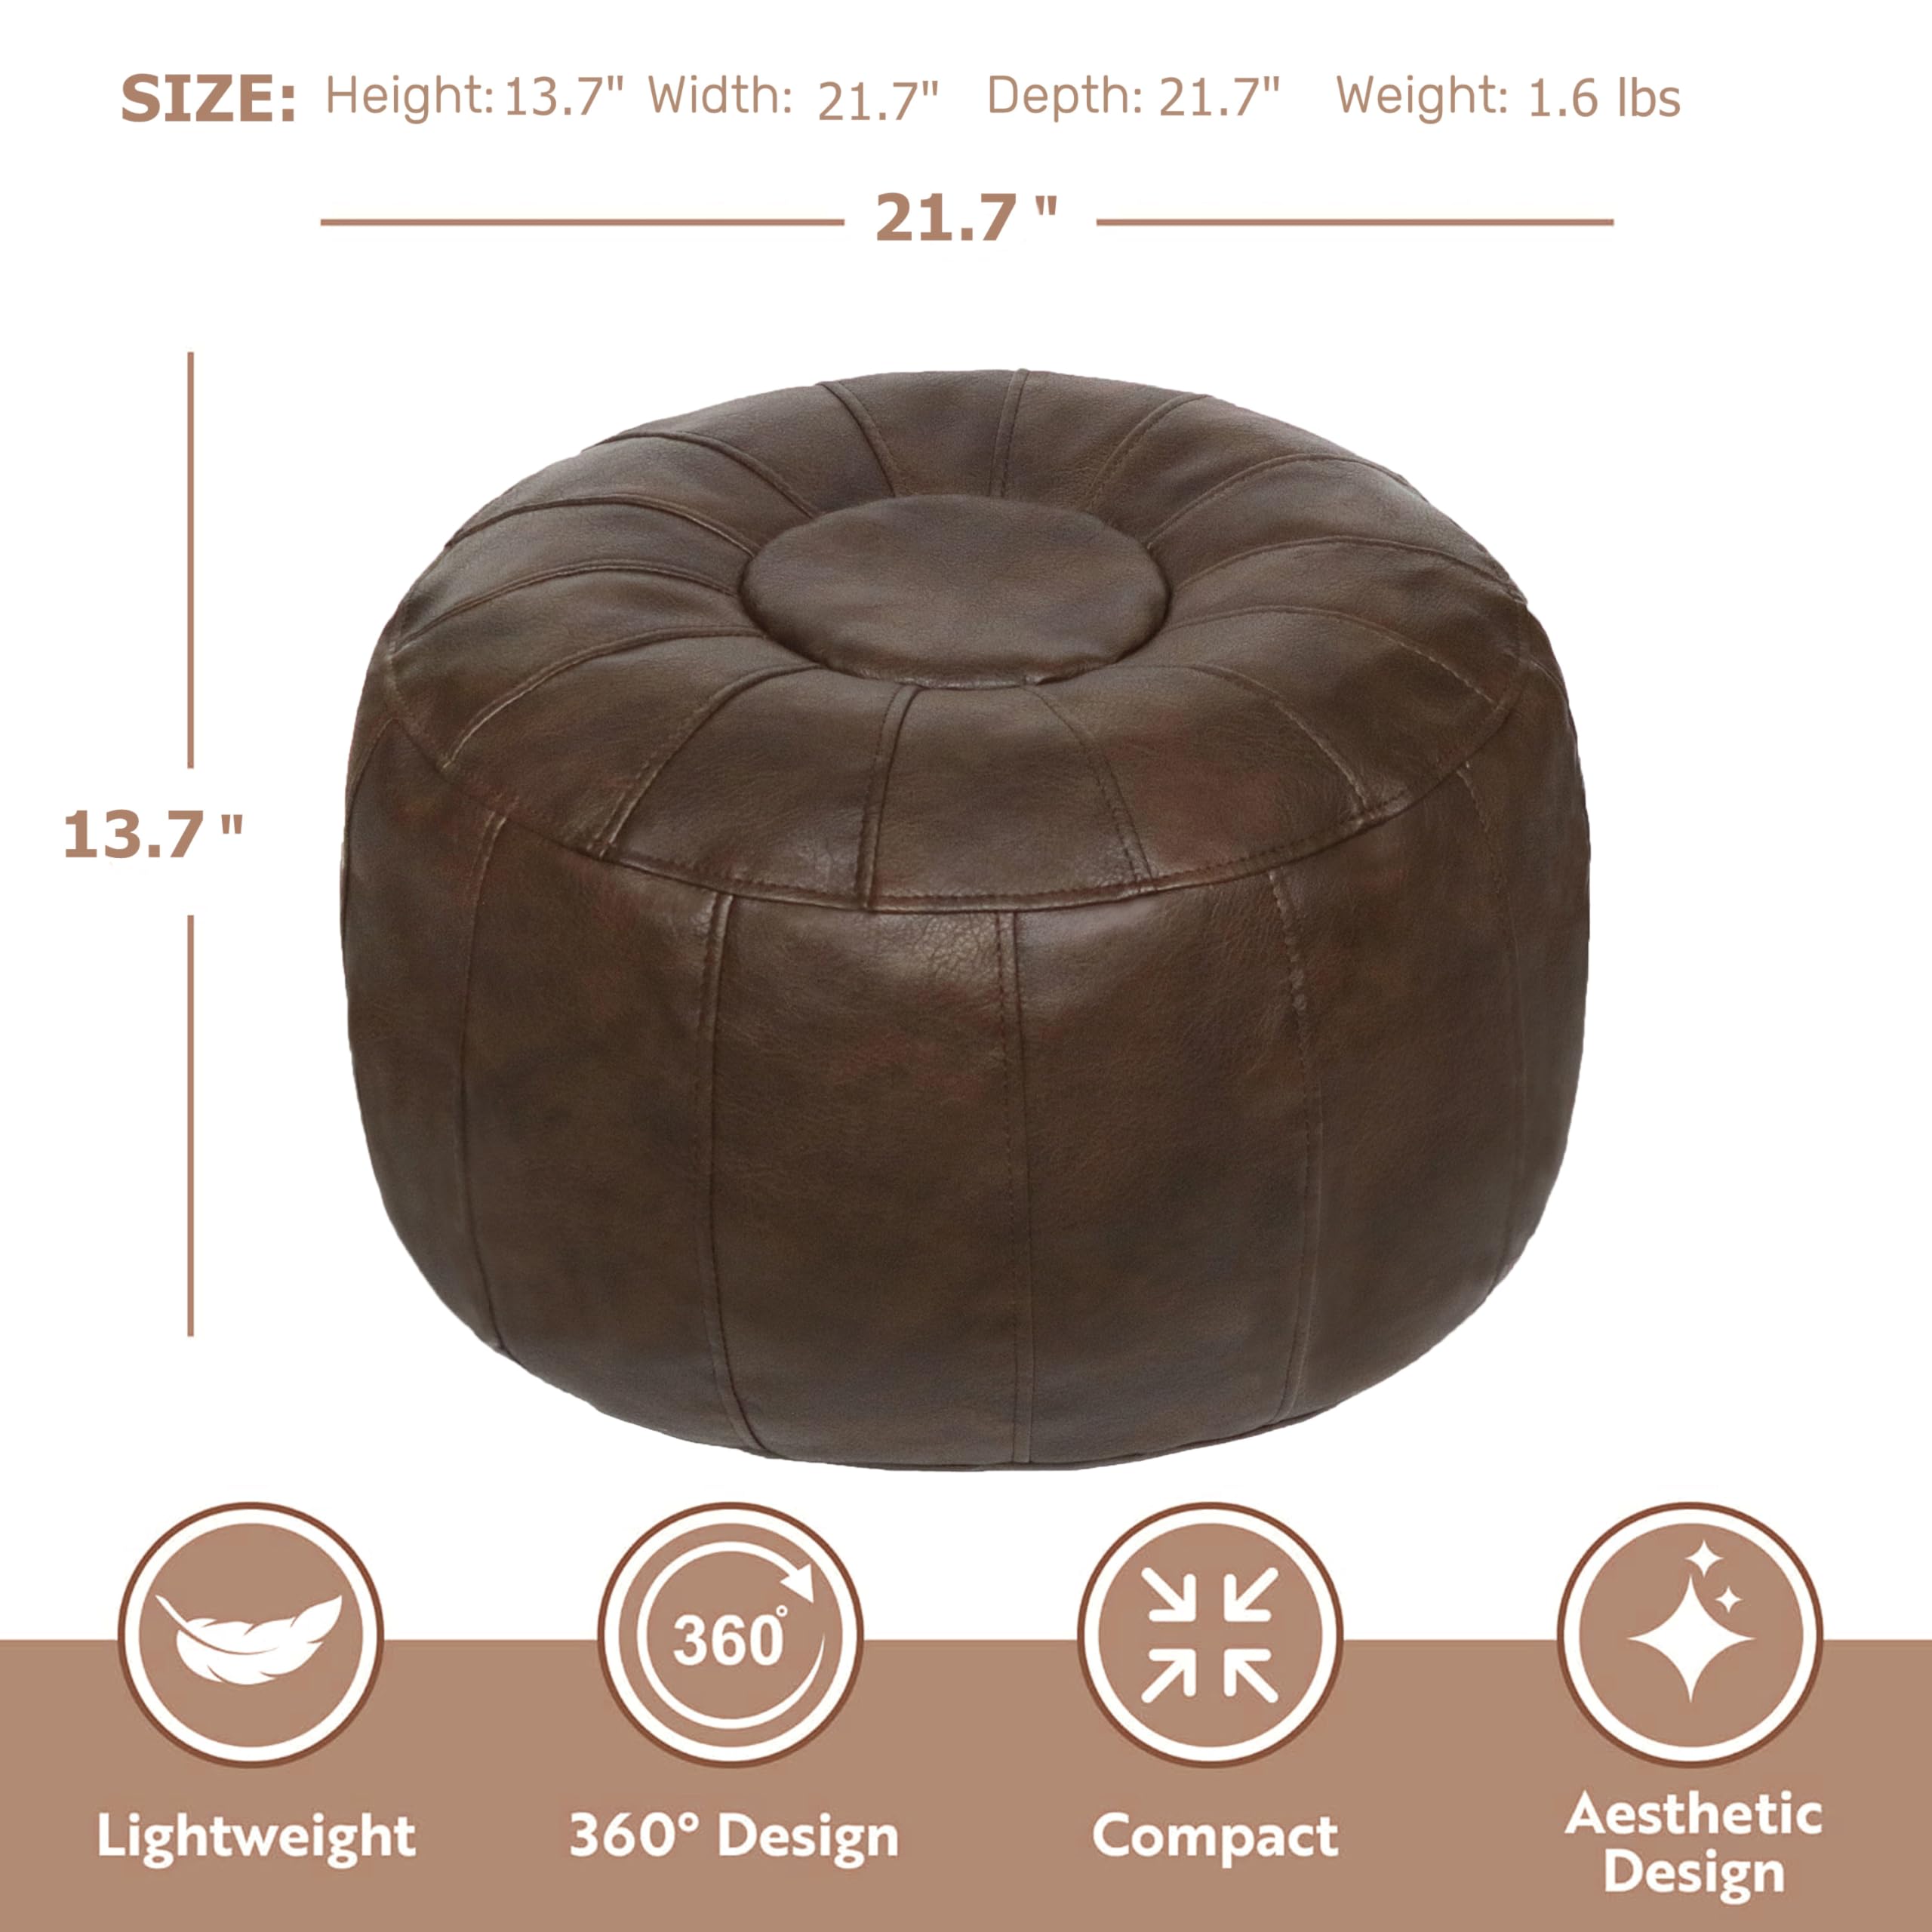 SIZE: Height: 13.7" Width: 21.7" Depth: 21.7" Weight: 1.6 lbs
21.7"
13.7"
360°
Lightweight
360° Design
Compact
Aesthetic
Design